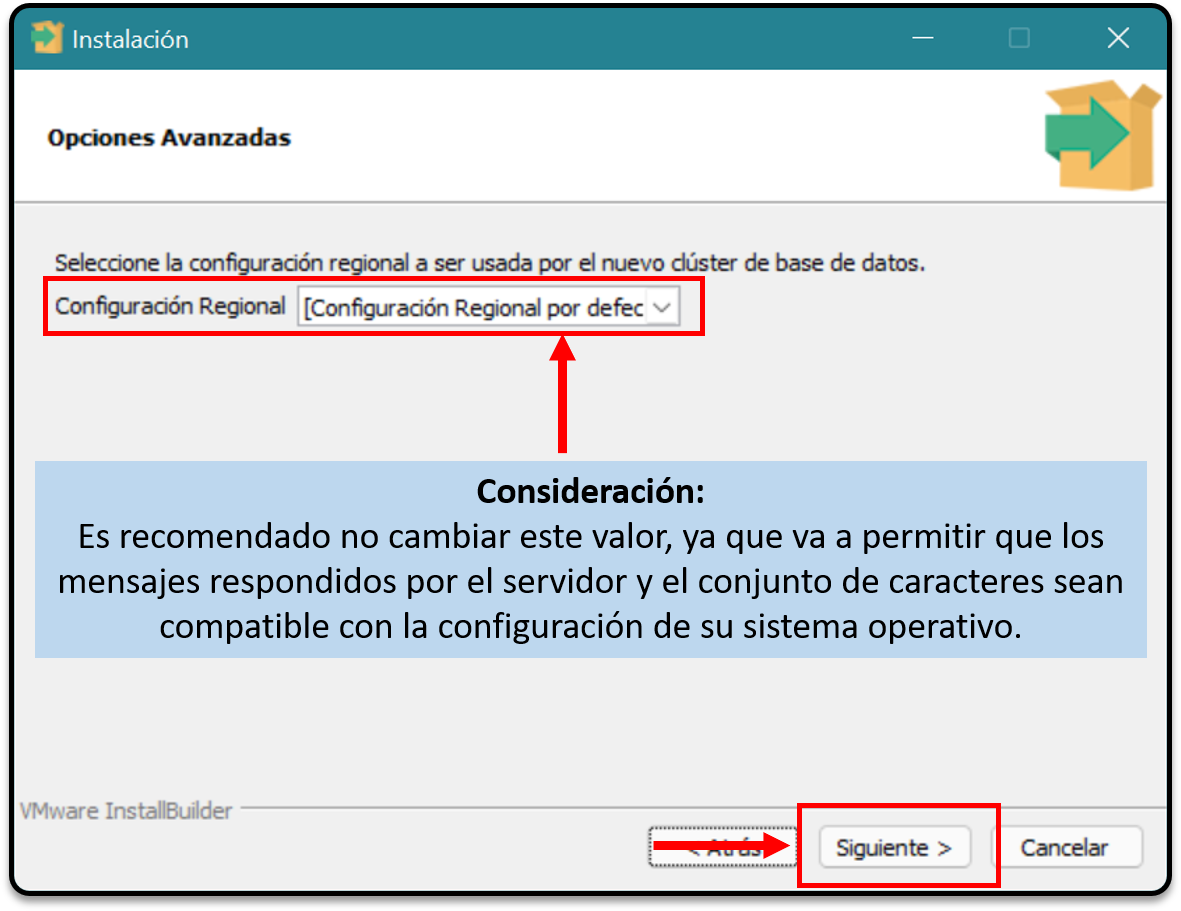 Instalación
Opciones Avanzadas
Seleccione la configuración regional a ser usada por el nuevo clúster de base de datos.
Configuración Regional [Configuración Regional por defec
Consideración:
Es recomendado no cambiar este valor, ya que va a permitir que los
mensajes respondidos por el servidor y el conjunto de caracteres sean
compatible con la configuración de su sistema operativo.
VMware InstallBuilder
< Atrás Siguiente > Cancelar